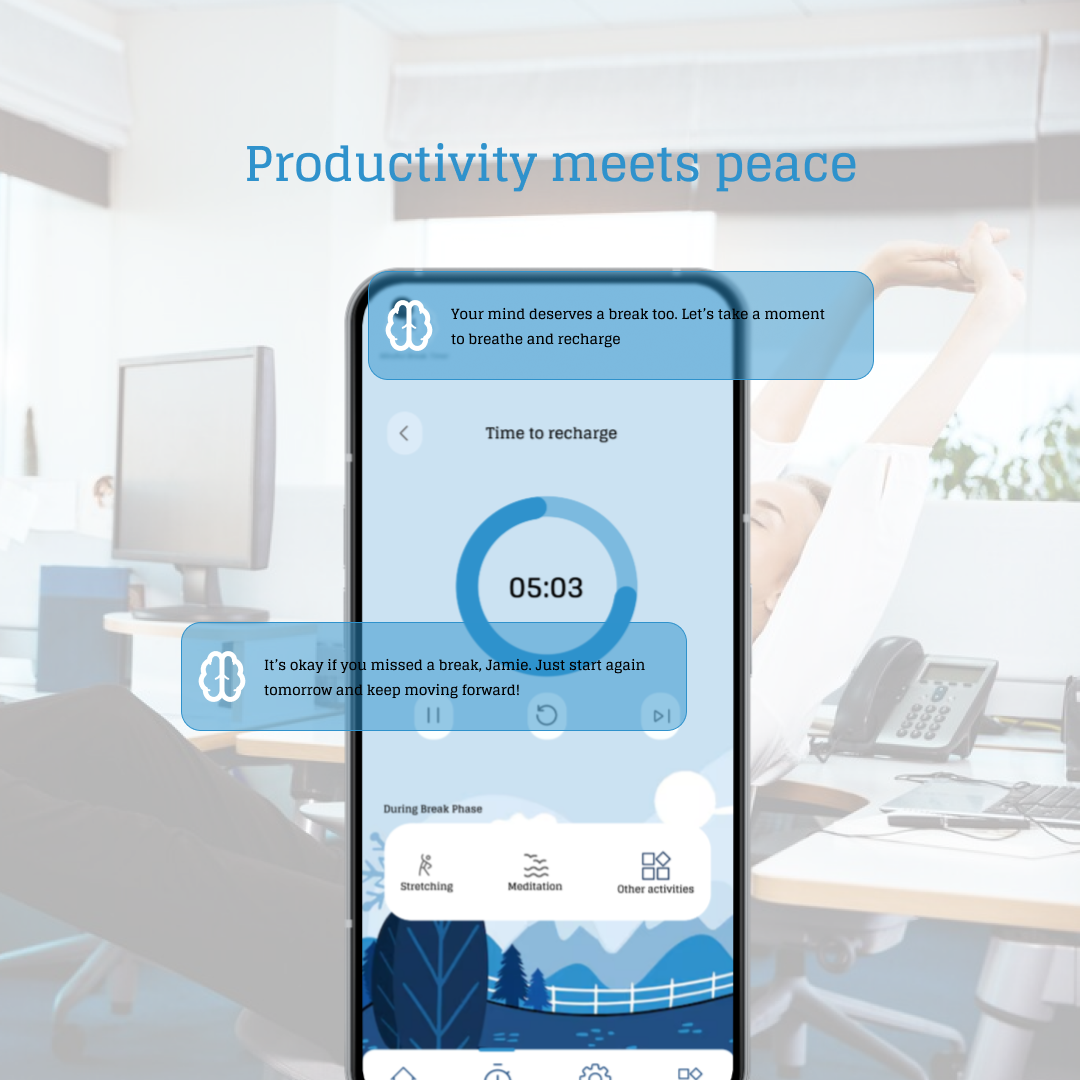 Productivity meets peace
Your mind deserves a break too. Let’s take a moment
to breathe and recharge
Time to recharge
05:03
It’s okay if you missed a break, Jamie. Just start again
tomorrow and keep moving forward!
During Break Phase
Stretching
Meditation
Other activities